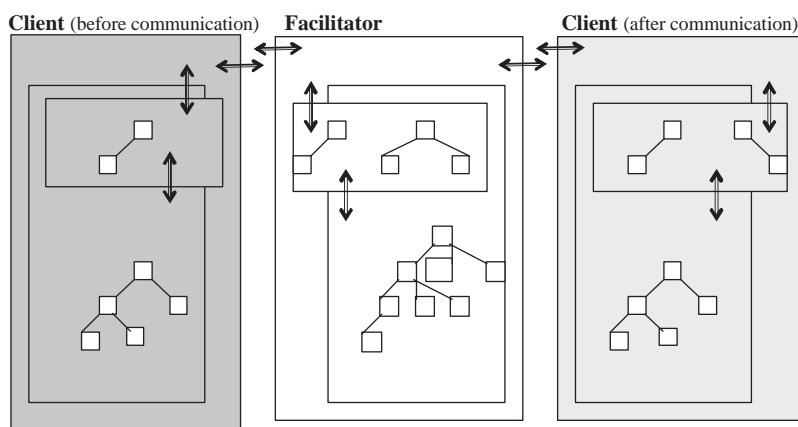 Client (before communication)
Facilitator
Client (after communication)